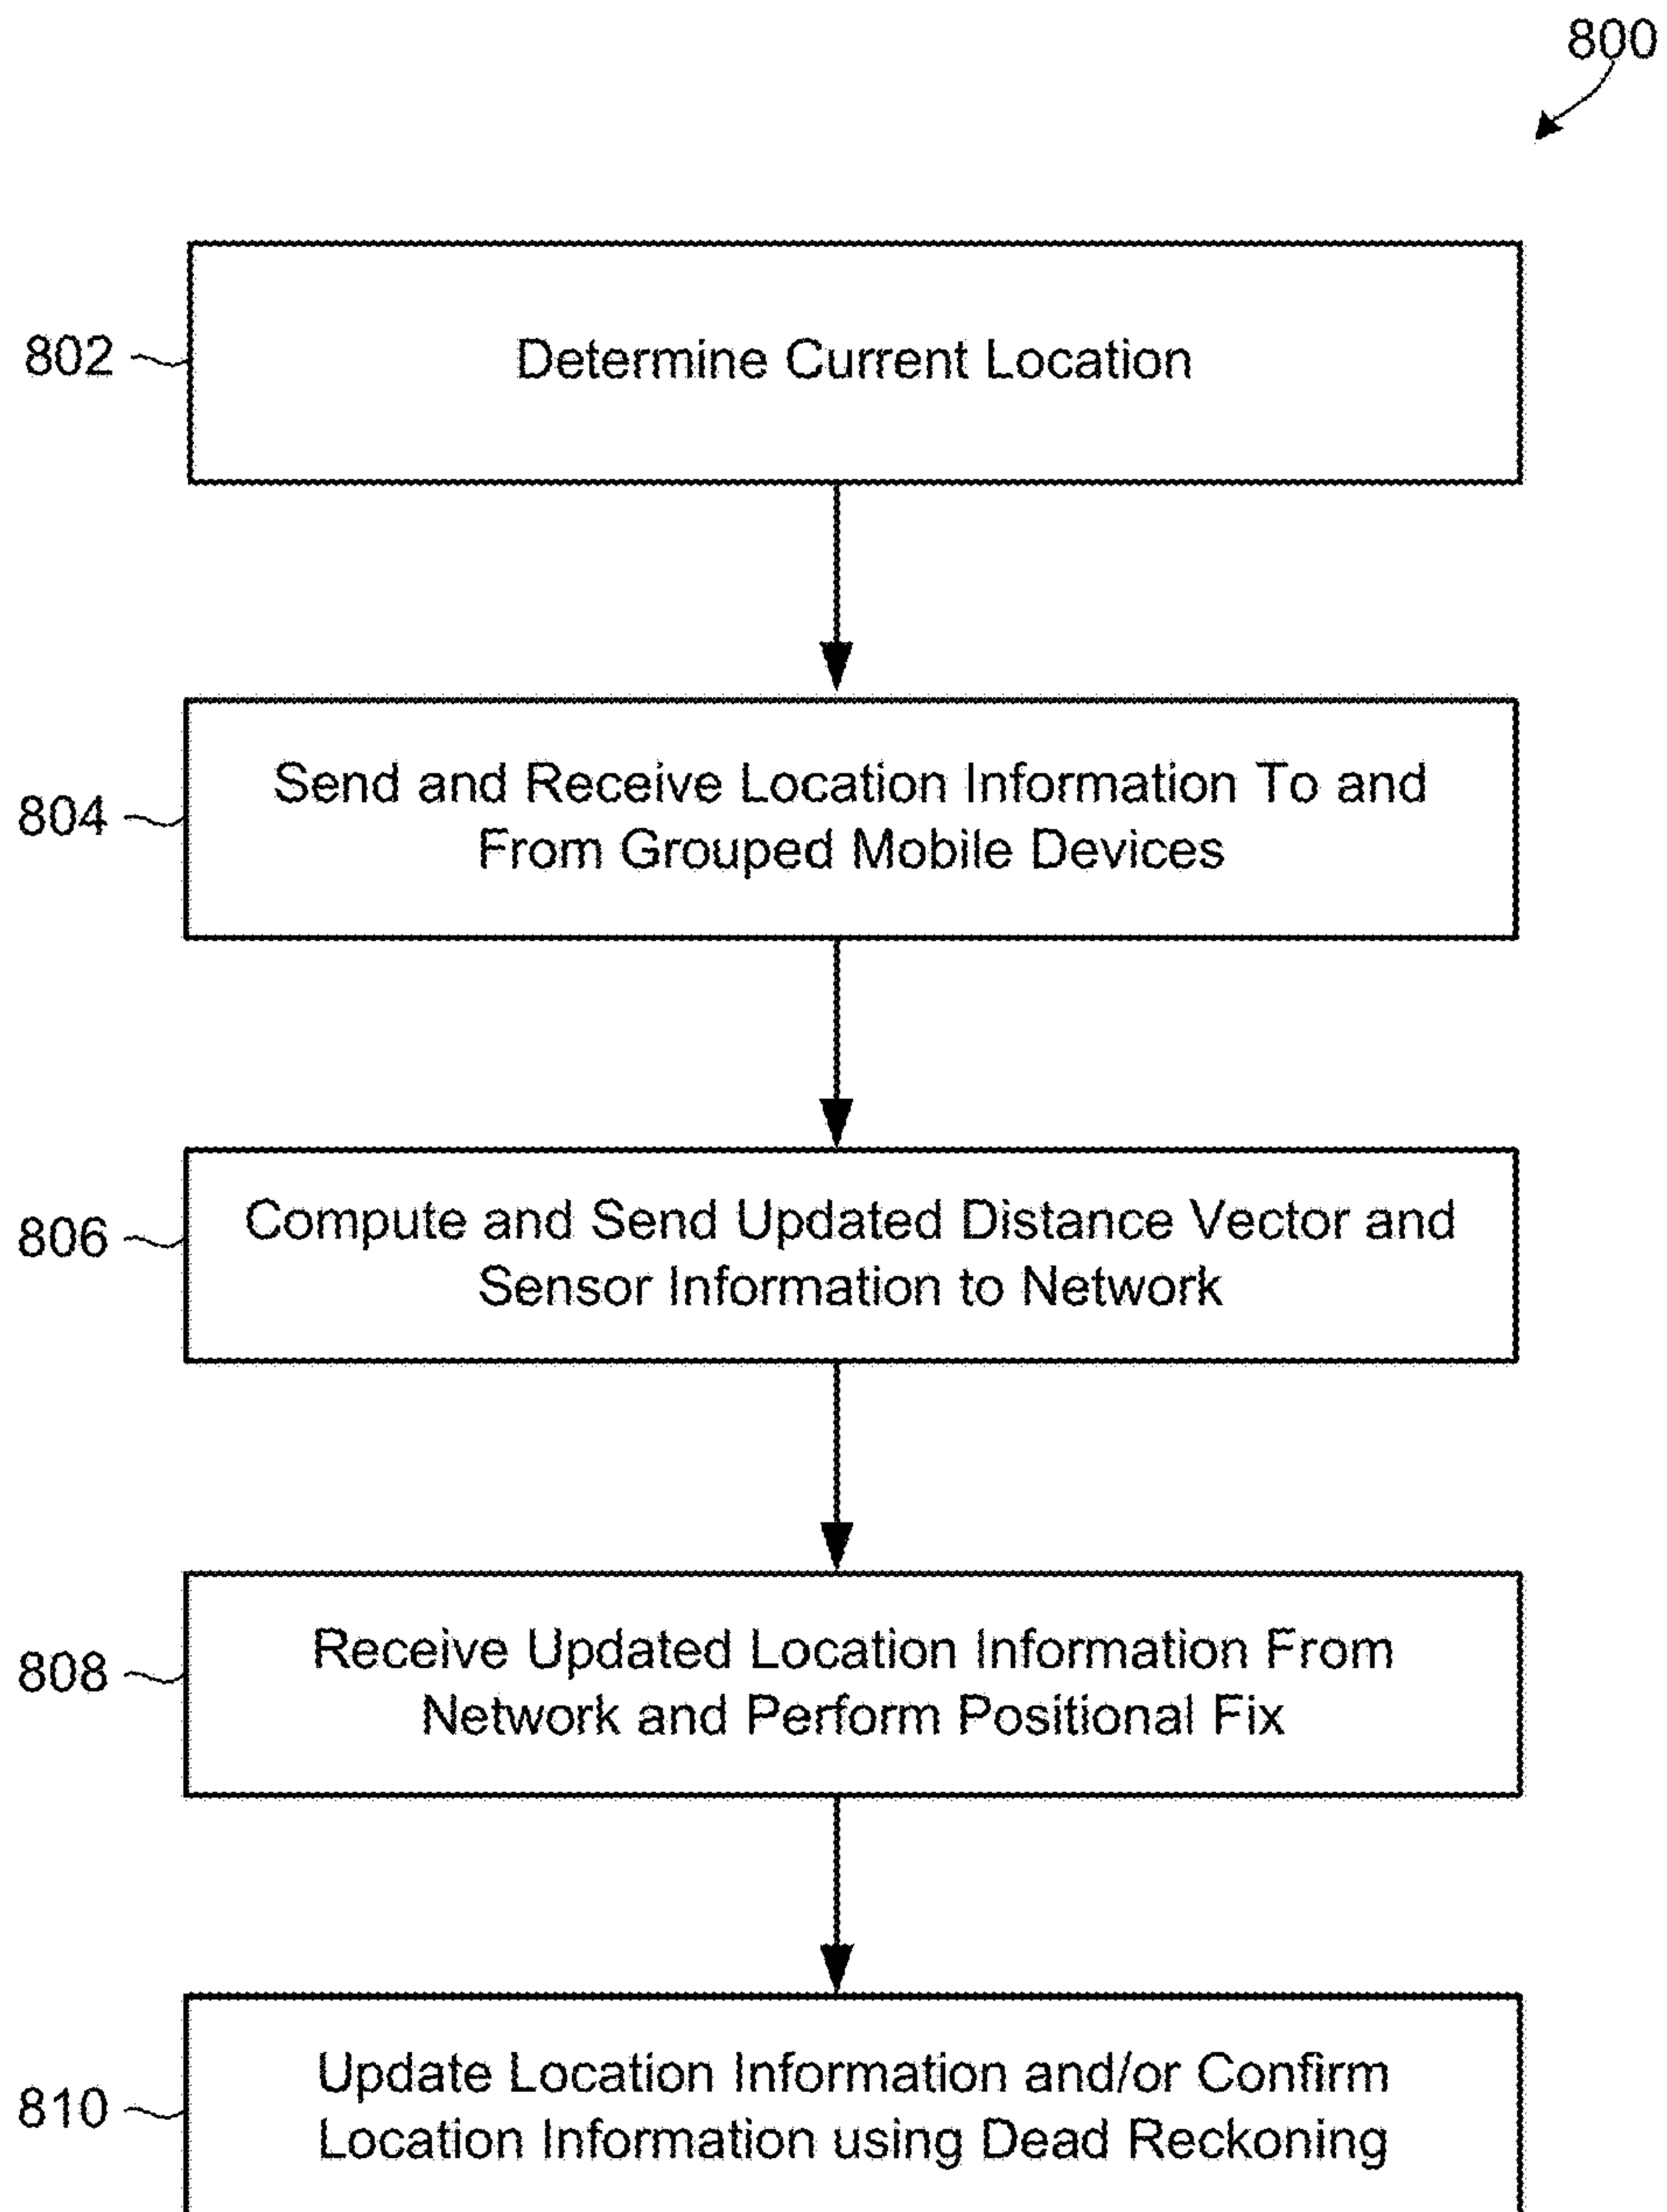 800
802
Determine Current Location
804
Send and Receive Location Information To and
From Grouped Mobile Devices
806
Compute and Send Updated Distance Vector and
Sensor Information to Network
808
Receive Updated Location Information From
Network and Perform Positional Fix
810
Update Location Information and/or Confirm
Location Information using Dead Reckoning